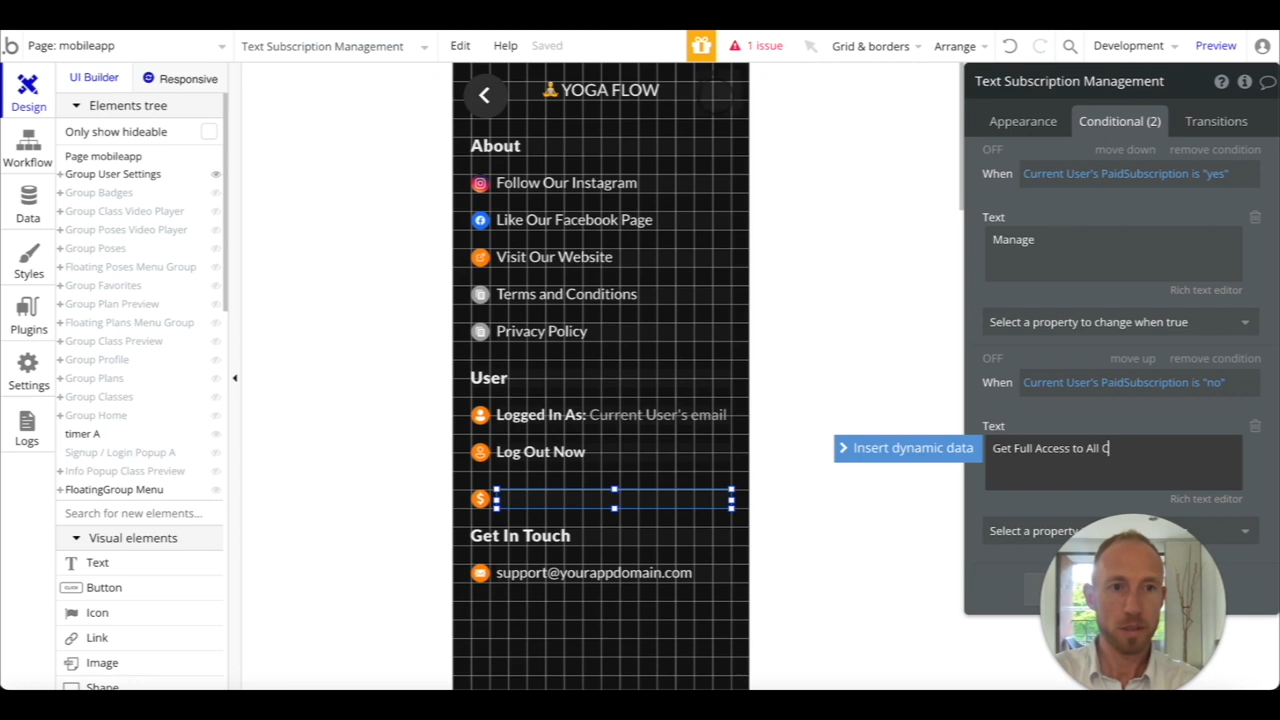 Page: mobileapp
Text Subscription Management
Edit
Help
Saved
1 issue
Grid & borders
Arrange
Development
Preview
Design
Workflow
Data
Styles
Plugins
Settings
Logs
UI Builder
Responsive
Elements tree
Only show hideable
Page mobileapp
Group User Settings
Group Badges
Group Class Video Player
Group Poses Video Player
Group Poses
Floating Poses Menu Group
Group Favorites
Group Plan Preview
Floating Plans Menu Group
Group Class Preview
Group Profile
Group Plans
Group Classes
Group Home
timer A
Signup / Login Popup A
Info Popup Class Preview
FloatingGroup Menu
Search for new elements...
Visual elements
Text
CLICK
Button
Icon
Link
Image
Shape
YOGA FLOW
About
Follow Our Instagram
Like Our Facebook Page
Visit Our Website
Terms and Conditions
Privacy Policy
User
Logged In As: Current User's email
Log Out Now
$
Get In Touch
support@yourappdomain.com
Text Subscription Management
Appearance
Conditional (2)
Transitions
OFF
move down
remove condition
When
Current User's PaidSubscription is "yes"
Text
Manage
Rich text editor
Select a property to change when true
OFF
move up
remove condition
When
Current User's PaidSubscription is "no"
Text
Insert dynamic data
Get Full Access to All C
Rich text editor
Select a property